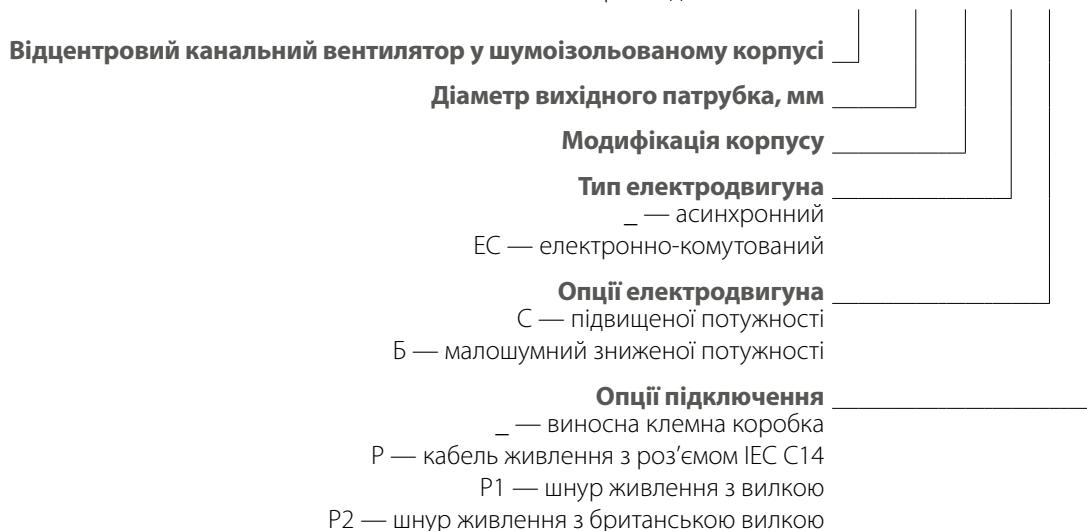 Відцентровий канальний вентилятор у шумоізольованому корпусі
Діаметр вихідного патрубка, мм
Модифікація корпусу
Тип електродвигуна
_ — асинхронний
ЕС — електронно-комутований
Опції електродвигуна
С — підвищеної потужності
Б — малошумний зниженої потужності
Опції підключення
_ — виносна клемна коробка
Р — кабель живлення з роз’ємом IEC C14
Р1 — шнур живлення з вилкою
Р2 — шнур живлення з британською вилкою